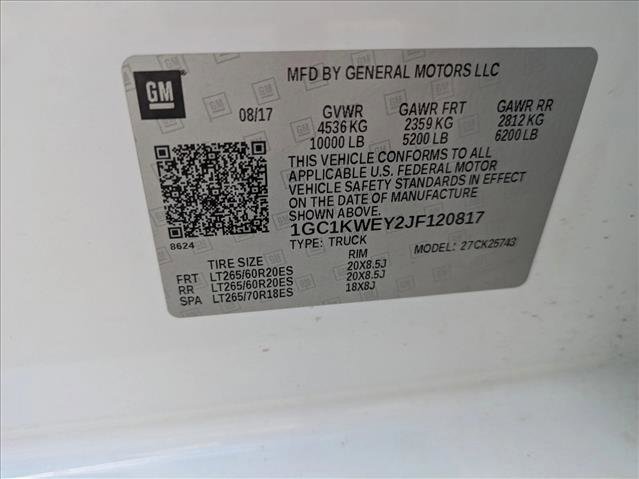 GM
MFD BY GENERAL MOTORS LLC
08/17 GVWR GAWR FRT GAWR RR
4536 KG 2359 KG 2812 KG
10000 LB 5200 LB 6200 LB
THIS VEHICLE CONFORMS TO ALL
APPLICABLE U.S. FEDERAL MOTOR
VEHICLE SAFETY STANDARDS IN EFFECT
ON THE DATE OF MANUFACTURE
SHOWN ABOVE.
1GC1KWEY2JF120817
8624 TYPE: TRUCK MODEL: 27CK25743
TIRE SIZE RIM
FRT LT265/60R20ES 20X8.5J
RR LT265/60R20ES 20X8.5J
SPA LT265/70R18ES 18X8J